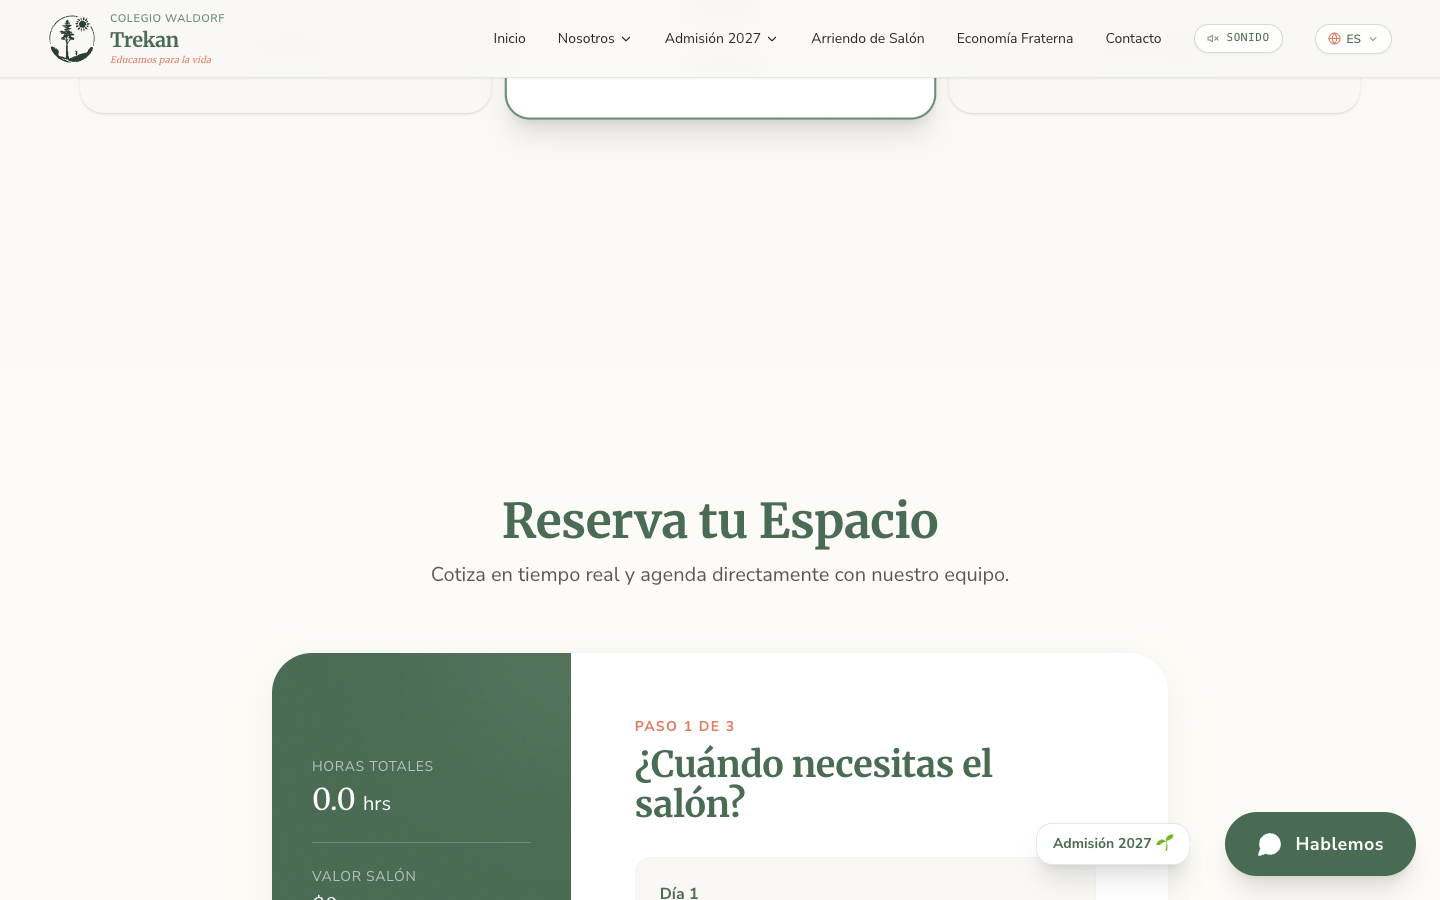 COLEGIO WALDORF
Trekan
Educamos para la vida
Inicio
Nosotros
Admisión 2027
Arriendo de Salón
Economía Fraterna
Contacto
SONIDO
ES
Reserva tu Espacio
Cotiza en tiempo real y agenda directamente con nuestro equipo.
HORAS TOTALES
0.0 hrs
VALOR SALÓN
PASO 1 DE 3
¿Cuándo necesitas el
salón?
Día 1
Admisión 2027
Hablemos